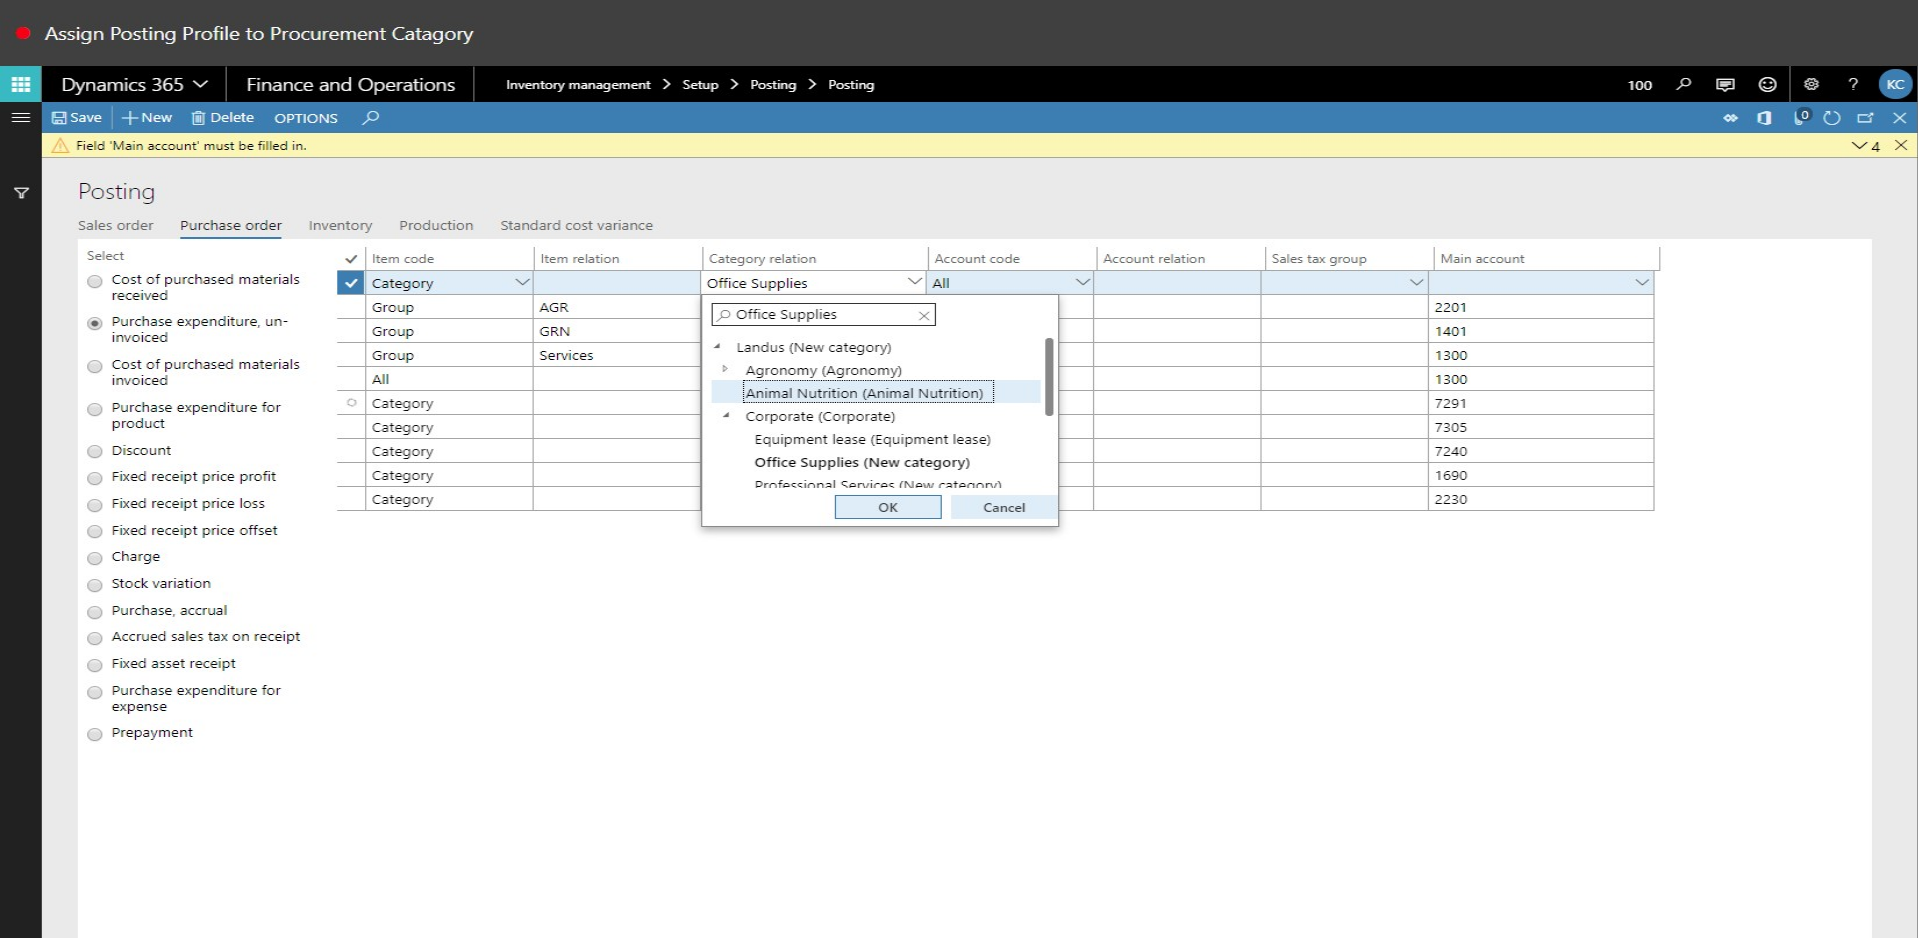 Assign Posting Profile to Procurement Catagory
Dynamics 365
Finance and Operations
Inventory management > Setup > Posting > Posting
100
?
KC
Save
New
Delete
OPTIONS
0
Field 'Main account' must be filled in.
4
Posting
Sales order
Purchase order
Inventory
Production
Standard cost variance
Select
Cost of purchased materials
received
Purchase expenditure, un-
invoiced
Cost of purchased materials
invoiced
Purchase expenditure for
product
Discount
Fixed receipt price profit
Fixed receipt price loss
Fixed receipt price offset
Charge
Stock variation
Purchase, accrual
Accrued sales tax on receipt
Fixed asset receipt
Purchase expenditure for
expense
Prepayment
Item code Item relation Category relation Account code Account relation Sales tax group Main account
Category Office Supplies All
Group AGR 2201
Group GRN 1401
Group Services 1300
All 1300
Category 7291
Category 7305
Category 7240
Category 1690
Category 2230
Office Supplies
Landus (New category)
Agronomy (Agronomy)
Animal Nutrition (Animal Nutrition)
Corporate (Corporate)
Equipment lease (Equipment lease)
Office Supplies (New category)
Professional Services (New category)
OK
Cancel